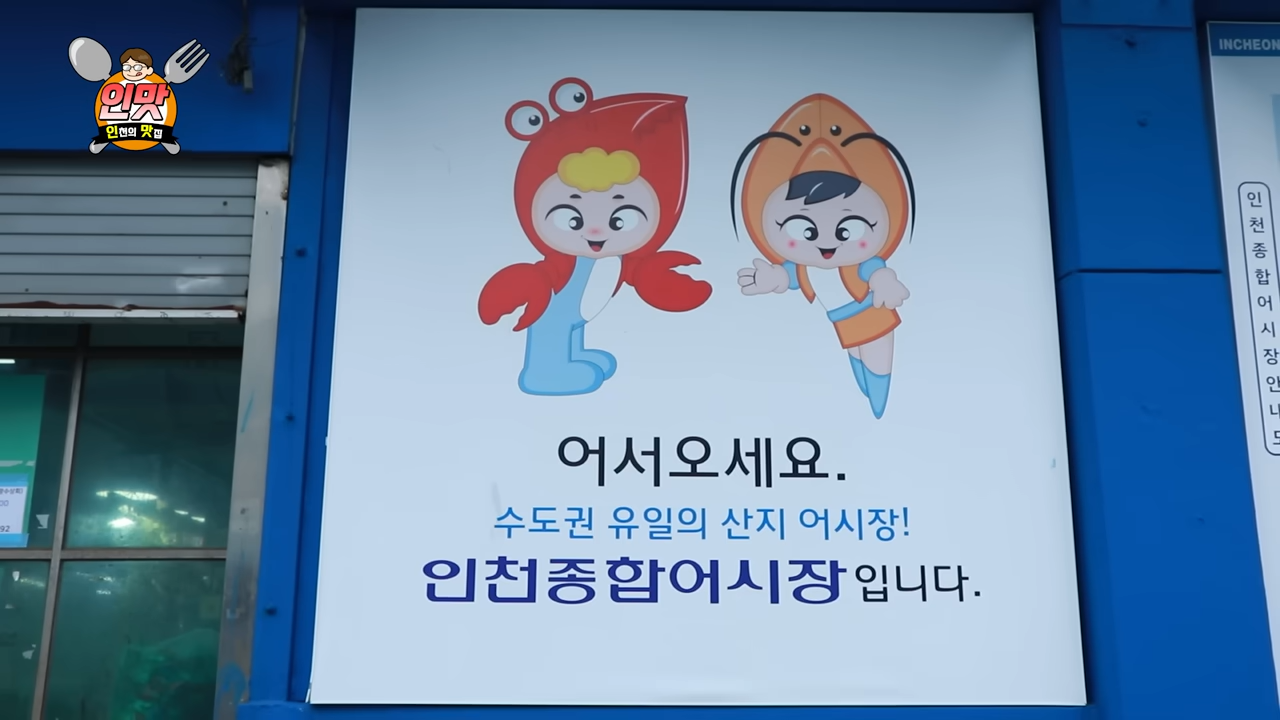 인맛
인천의 맛집
어서오세요.
수도권 유일의 산지 어시장!
인천종합어시장입니다.
INCHEON
인천종합어시장안내도
92